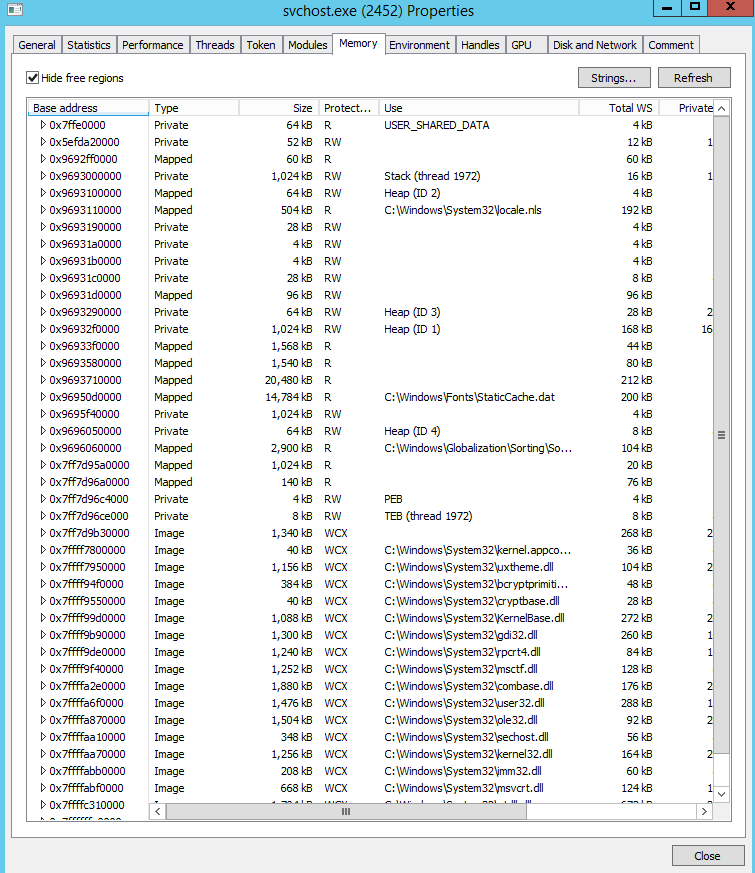 svchost.exe (2452) Properties
General Statistics Performance Threads Token Modules Memory Environment Handles GPU Disk and Network Comment
Hide free regions Strings... Refresh
Base address Type Size Protect... Use Total WS Private
0x7ffe0000 Private 64 kB R USER_SHARED_DATA 4 kB
0x5efda20000 Private 52 kB RW 12 kB 1
0x9692ff0000 Mapped 60 kB R 60 kB
0x9693000000 Private 1,024 kB RW Stack (thread 1972) 16 kB 1
0x9693100000 Mapped 64 kB RW Heap (ID 2) 4 kB
0x9693110000 Mapped 504 kB R C:\Windows\System32\locale.nls 192 kB
0x9693190000 Private 28 kB RW 4 kB
0x96931a0000 Private 4 kB RW 4 kB
0x96931b0000 Private 4 kB RW 4 kB
0x96931c0000 Private 28 kB RW 8 kB
0x96931d0000 Mapped 96 kB RW 96 kB
0x9693290000 Private 64 kB RW Heap (ID 3) 28 kB 2
0x96932f0000 Private 1,024 kB RW Heap (ID 1) 168 kB 16
0x96933f0000 Mapped 1,568 kB R 44 kB
0x9693580000 Mapped 1,540 kB R 80 kB
0x9693710000 Mapped 20,480 kB R 212 kB
0x96950d0000 Mapped 14,784 kB R C:\Windows\Fonts\StaticCache.dat 200 kB
0x9695f40000 Private 1,024 kB RW 4 kB
0x9696050000 Private 64 kB RW Heap (ID 4) 8 kB
0x9696060000 Mapped 2,900 kB R C:\Windows\Globalization\Sorting\So... 104 kB
0x7ff7d95a0000 Mapped 1,024 kB R 20 kB
0x7ff7d96a0000 Mapped 140 kB R 76 kB
0x7ff7d96c4000 Private 4 kB RW PEB 4 kB
0x7ff7d96ce000 Private 8 kB RW TEB (thread 1972) 8 kB
0x7ff7d9b30000 Image 1,340 kB WCX 268 kB 2
0x7ffff7800000 Image 40 kB WCX C:\Windows\System32\kernel.appco... 36 kB
0x7ffff7950000 Image 1,156 kB WCX C:\Windows\System32\uxtheme.dll 104 kB 2
0x7ffff94f0000 Image 384 kB WCX C:\Windows\System32\bcryptprimiti... 48 kB
0x7ffff9550000 Image 40 kB WCX C:\Windows\System32\cryptbase.dll 28 kB
0x7ffff99d0000 Image 1,088 kB WCX C:\Windows\System32\KernelBase.dll 272 kB 2
0x7ffff9b90000 Image 1,300 kB WCX C:\Windows\System32\gdi32.dll 260 kB 1
0x7ffff9de0000 Image 1,240 kB WCX C:\Windows\System32\rpcrt4.dll 84 kB 1
0x7ffff9f40000 Image 1,252 kB WCX C:\Windows\System32\msctf.dll 128 kB
0x7ffffa2e0000 Image 1,880 kB WCX C:\Windows\System32\combase.dll 176 kB 2
0x7ffffa6f0000 Image 1,476 kB WCX C:\Windows\System32\user32.dll 288 kB 1
0x7ffffa870000 Image 1,504 kB WCX C:\Windows\System32\ole32.dll 92 kB 2
0x7ffffaa10000 Image 348 kB WCX C:\Windows\System32\sechost.dll 56 kB
0x7ffffaa70000 Image 1,256 kB WCX C:\Windows\System32\kernel32.dll 164 kB 2
0x7ffffabb0000 Image 208 kB WCX C:\Windows\System32\imm32.dll 60 kB
0x7ffffabf0000 Image 668 kB WCX C:\Windows\System32\msvcrt.dll 124 kB 1
0x7ffffc310000
Close